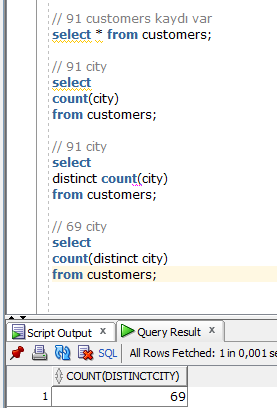 // 91 customers kaydı var
select * from customers;
// 91 city
select
count(city)
from customers;
// 91 city
select
distinct count(city)
from customers;
// 69 city
select
count(distinct city)
from customers;
Script Output x Query Result x
SQL All Rows Fetched: 1 in 0,001 se
COUNT(DISTINCTCITY)
1 69